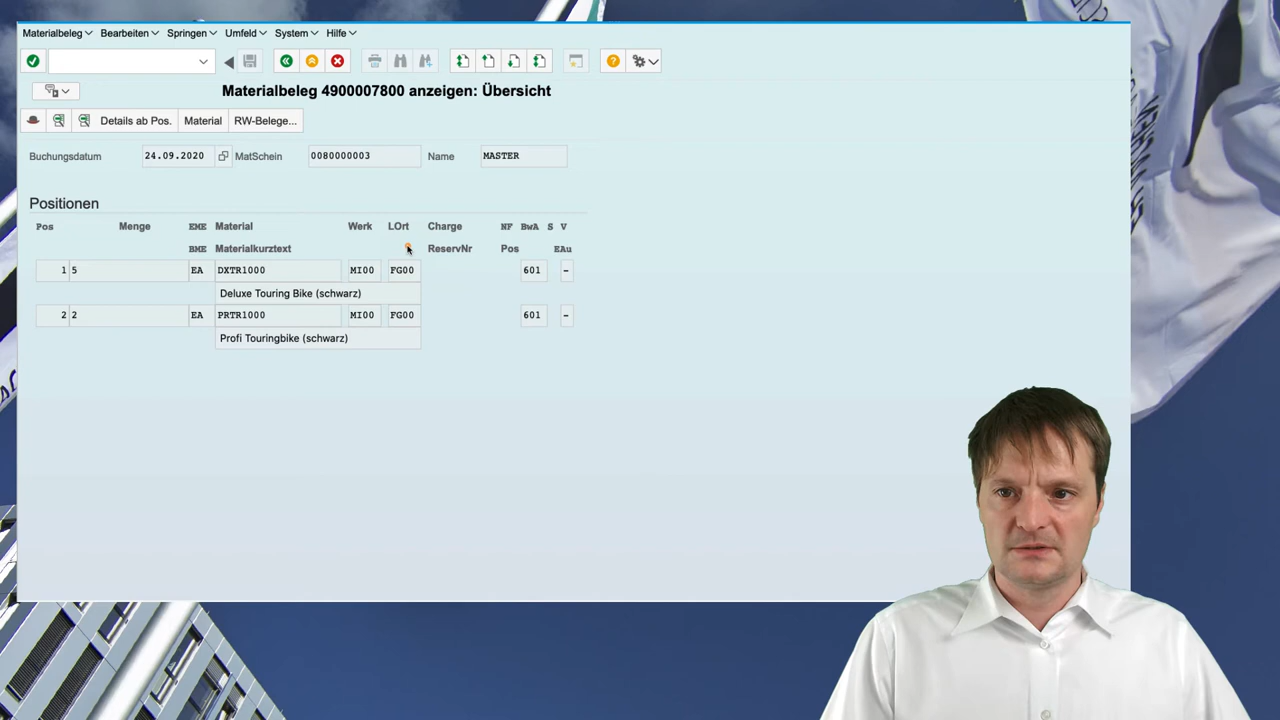 Materialbeleg Bearbeiten Springen Umfeld System Hilfe
Materialbeleg 4900007800 anzeigen: Übersicht
Details ab Pos. Material RW-Belege...
Buchungsdatum 24.09.2020 MatSchein 0080000003 Name MASTER
Positionen
Pos Menge EME Material Werk LOrt Charge NF BwA S V
BME Materialkurztext ReservNr Pos EAu
1 5 EA DXTR1000 MI00 FG00 601 -
Deluxe Touring Bike (schwarz)
2 2 EA PRTR1000 MI00 FG00 601 -
Profi Touringbike (schwarz)